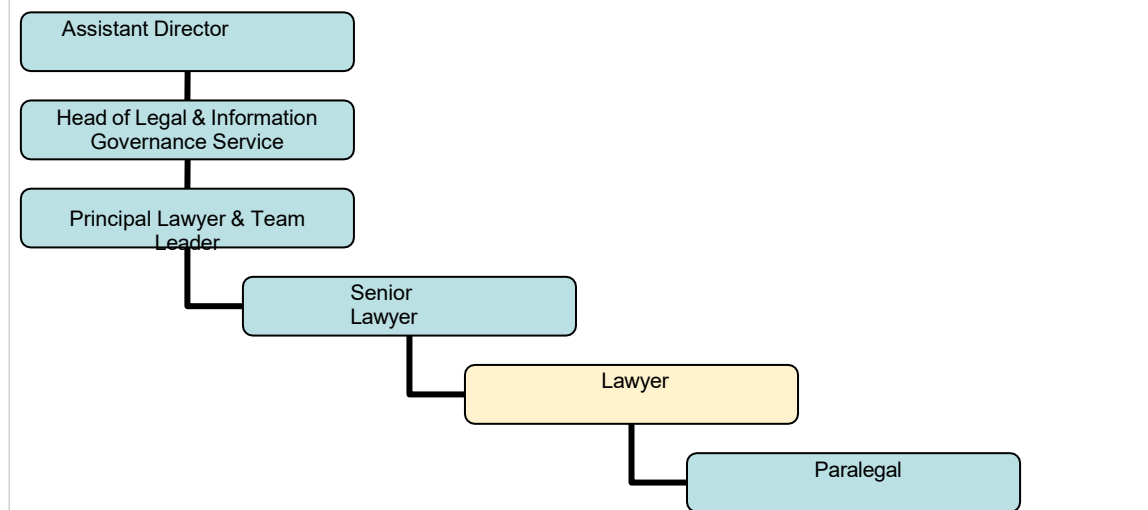 Assistant Director
Head of Legal & Information
Governance Service
Principal Lawyer & Team
Leader
Senior
Lawyer
Lawyer
Paralegal